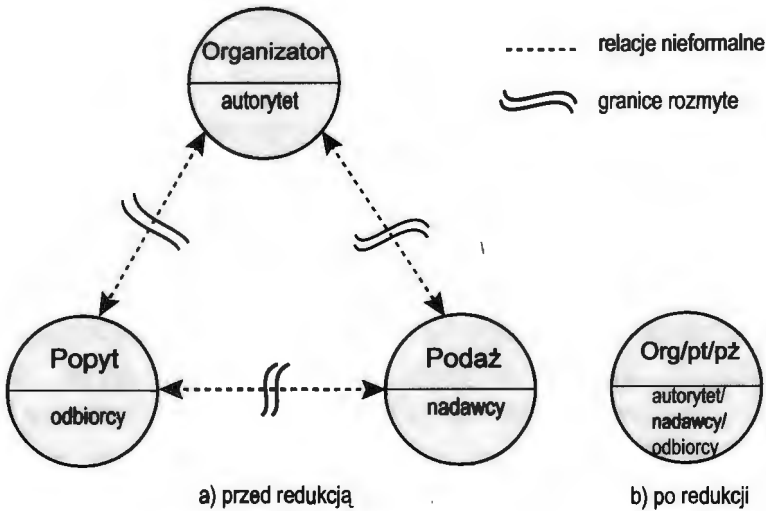 Organizator
autorytet
relacje nieformalne
granice rozmyte
Popyt
odbiorcy
Podaż
nadawcy
Org/pt/pż
autorytet/
nadawcy/
odbiorcy
a) przed redukcją
b) po redukcji